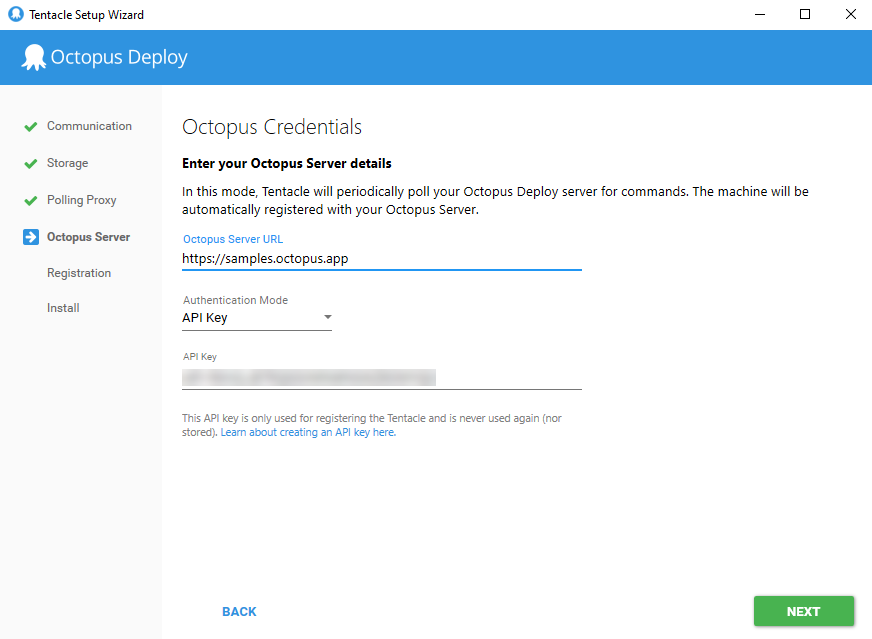 Tentacle Setup Wizard
Octopus Deploy
Communication
Storage
Polling Proxy
Octopus Server
Registration
Install
Octopus Credentials
Enter your Octopus Server details
In this mode, Tentacle will periodically poll your Octopus Deploy server for commands. The machine will be
automatically registered with your Octopus Server.
Octopus Server URL
https://samples.octopus.app
Authentication Mode
API Key
API Key
This API key is only used for registering the Tentacle and is never used again (nor
stored). Learn about creating an API key here.
BACK
NEXT